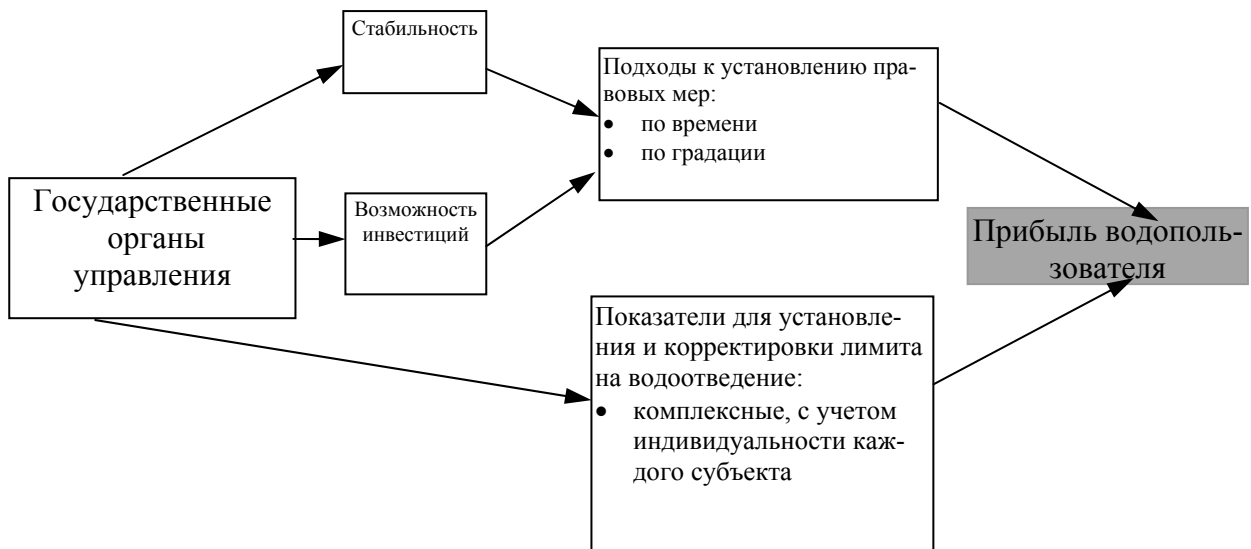 Стабильность
Подходы к установлению пра-
вовых мер:
• по времени
• по градации
Государственные
органы
управления
Возможность
инвестиций
Прибыль водополь-
зователя
Показатели для установле-
ния и корректировки лимита
на водоотведение:
• комплексные, с учетом
индивидуальности каж-
дого субъекта